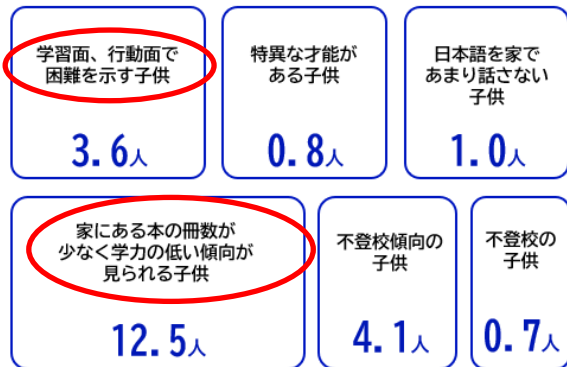 学習面、行動面で
困難を示す子供
3.6人
特異な才能が
ある子供
0.8人
日本語を家で
あまり話さない
子供
1.0人
家にある本の冊数が
少なく学力の低い傾向が
見られる子供
12.5人
不登校傾向の
子供
4.1人
不登校の
子供
0.7人